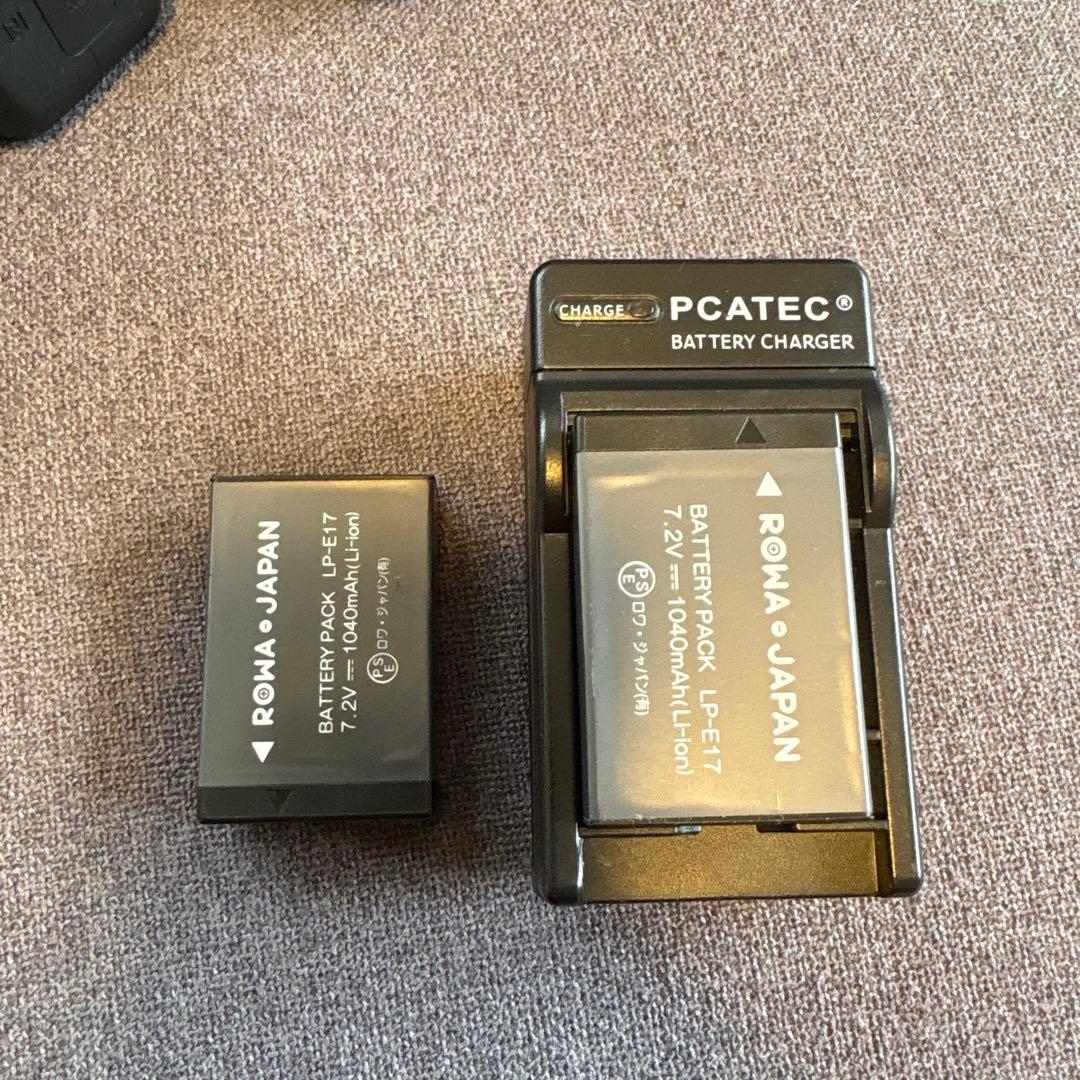 CHARGE
PCATEC®
BATTERY CHARGER
ROWA JAPAN
BATTERY PACK LP-E17
7.2V⎓1040mAh(Li-ion)
PSE ロワ・ジャパン(有)
ROWA JAPAN
BATTERY PACK LP-E17
7.2V⎓1040mAh(Li-ion)
PSE ロワ・ジャパン(有)